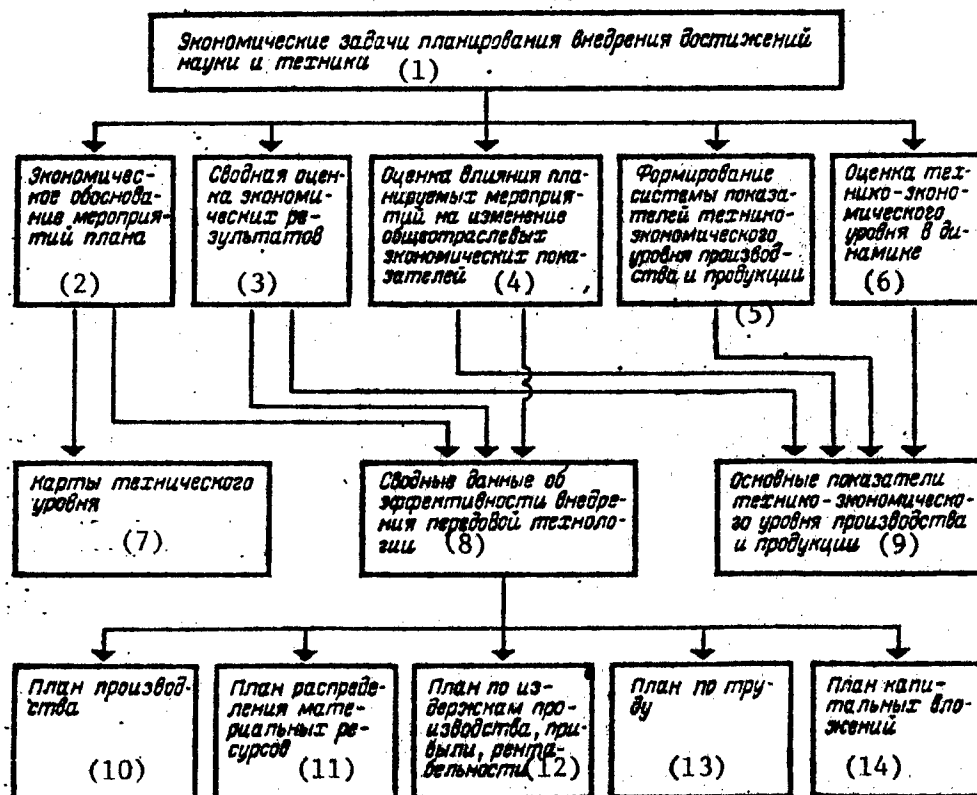 Экономические задачи планирования внедрения достижений
науки и техники (1)
Экономичес-
кое обоснова-
ние мероприя-
тий плана
(2)
Сводная оцен-
ка экономи-
ческих ре-
зультатов
(3)
Оценка влияния пла-
нируемых мероприя-
тий на изменение
общеотраслевых
экономических пока-
зателей
(4)
Формирование
системы показа-
телей технико-
экономического
уровня производ-
ства и продукции
(5)
Оценка тех-
нико-эконо-
мического
уровня в ди-
намике
(6)
Карты технического
уровня
(7)
Сводные данные об
эффективности внедре-
ния передовой техноло-
гии (8)
Основные показатели
технико-экономическо-
го уровня производства
и продукции (9)
План производ-
ства
(10)
План распреде-
ления мате-
риальных ре-
сурсов
(11)
План по из-
держкам про-
изводства, при-
были, рента-
бельности (12)
План по тру-
ду
(13)
План капи-
тальных вло-
жений
(14)